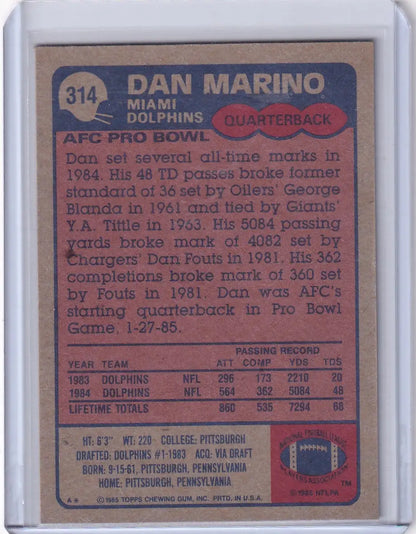 314
DAN MARINO
MIAMI
DOLPHINS
QUARTERBACK
AFC PRO BOWL
Dan set several all-time marks in
1984. His 48 TD passes broke former
standard of 36 set by Oilers' George
Blanda in 1961 and tied by Giants'
Y.A. Tittle in 1963. His 5084 passing
yards broke mark of 4082 set by
Chargers' Dan Fouts in 1981. His 362
completions broke mark of 360 set
by Fouts in 1981. Dan was AFC's
starting quarterback in Pro Bowl
Game, 1-27-85.
PASSING RECORD
YEAR TEAM ATT COMP YDS TDS
1983 DOLPHINS NFL 296 173 2210 20
1984 DOLPHINS NFL 564 362 5084 48
LIFETIME TOTALS 860 535 7294 68
HT: 6'3" WT: 220 COLLEGE: PITTSBURGH
DRAFTED: DOLPHINS #1-1983 ACQ: VIA DRAFT
BORN: 9-15-61, PITTSBURGH, PENNSYLVANIA
HOME: PITTSBURGH, PENNSYLVANIA
A * © 1985 TOPPS CHEWING GUM, INC. PRTD. IN U.S.A.
NATIONAL FOOTBALL LEAGUE
PLAYERS ASSOCIATION
TM
© 1985 NFLPA